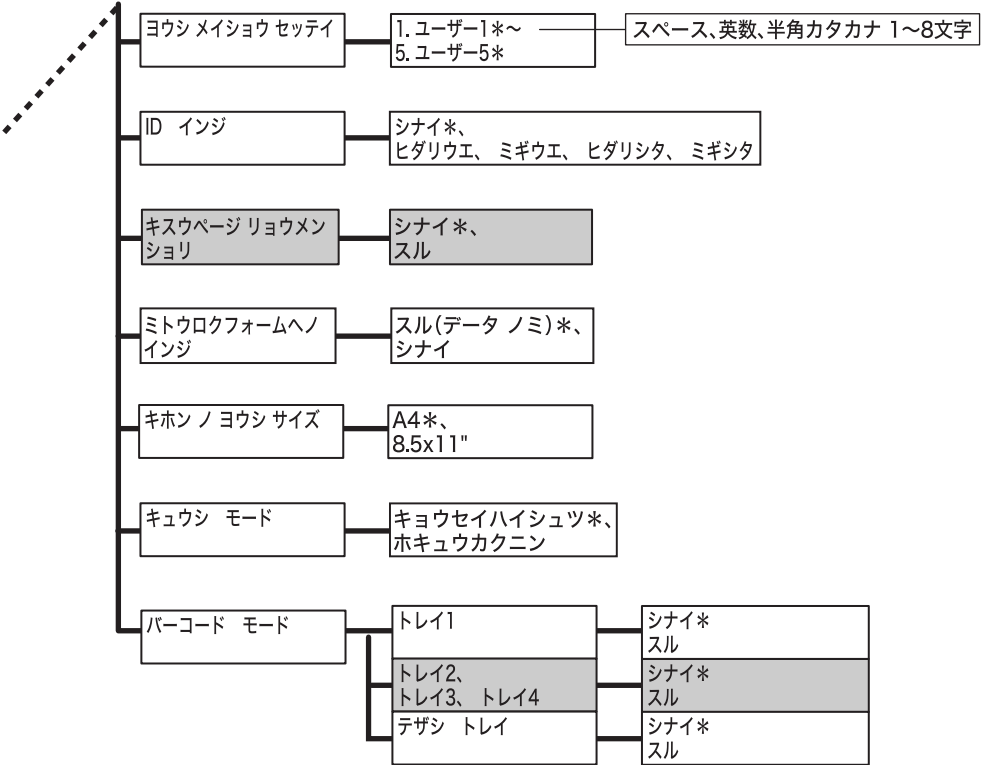 ヨウシ メイショウ セッテイ
1. ユーザー1＊～
5. ユーザー5＊
スペース、英数、半角カタカナ 1～8文字
ID インジ
シナイ＊、
ヒダリウエ、 ミギウエ、 ヒダリシタ、 ミギシタ
キスウページ リョウメン
ショリ
シナイ＊、
スル
ミトウロクフォームヘノ
インジ
スル(データ ノミ)＊、
シナイ
キホン ノ ヨウシ サイズ
A4＊、
8.5x11"
キュウシ モード
キョウセイハイシュツ＊、
ホキュウカクニン
バーコード モード
トレイ1
シナイ＊
スル
トレイ2、
トレイ3、 トレイ4
シナイ＊
スル
テザシ トレイ
シナイ＊
スル